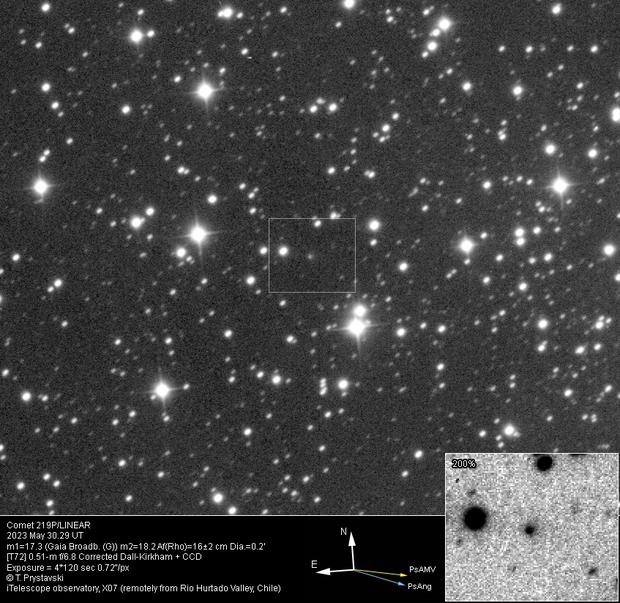 200%
Comet 219P/LINEAR
2023 May 30.29 UT
m1=17.3 (Gaia Broadb. (G)) m2=18.2 Af(Rho)=16±2 cm Dia.=0.2'
[T72] 0.51-m f/6.8 Corrected Dall-Kirkham + CCD
Exposure = 4*120 sec 0.72"/px
© T. Prystavski
iTelescope observatory, X07 (remotely from Rio Hurtado Valley, Chile)
N
E
PsAMV
PsAng